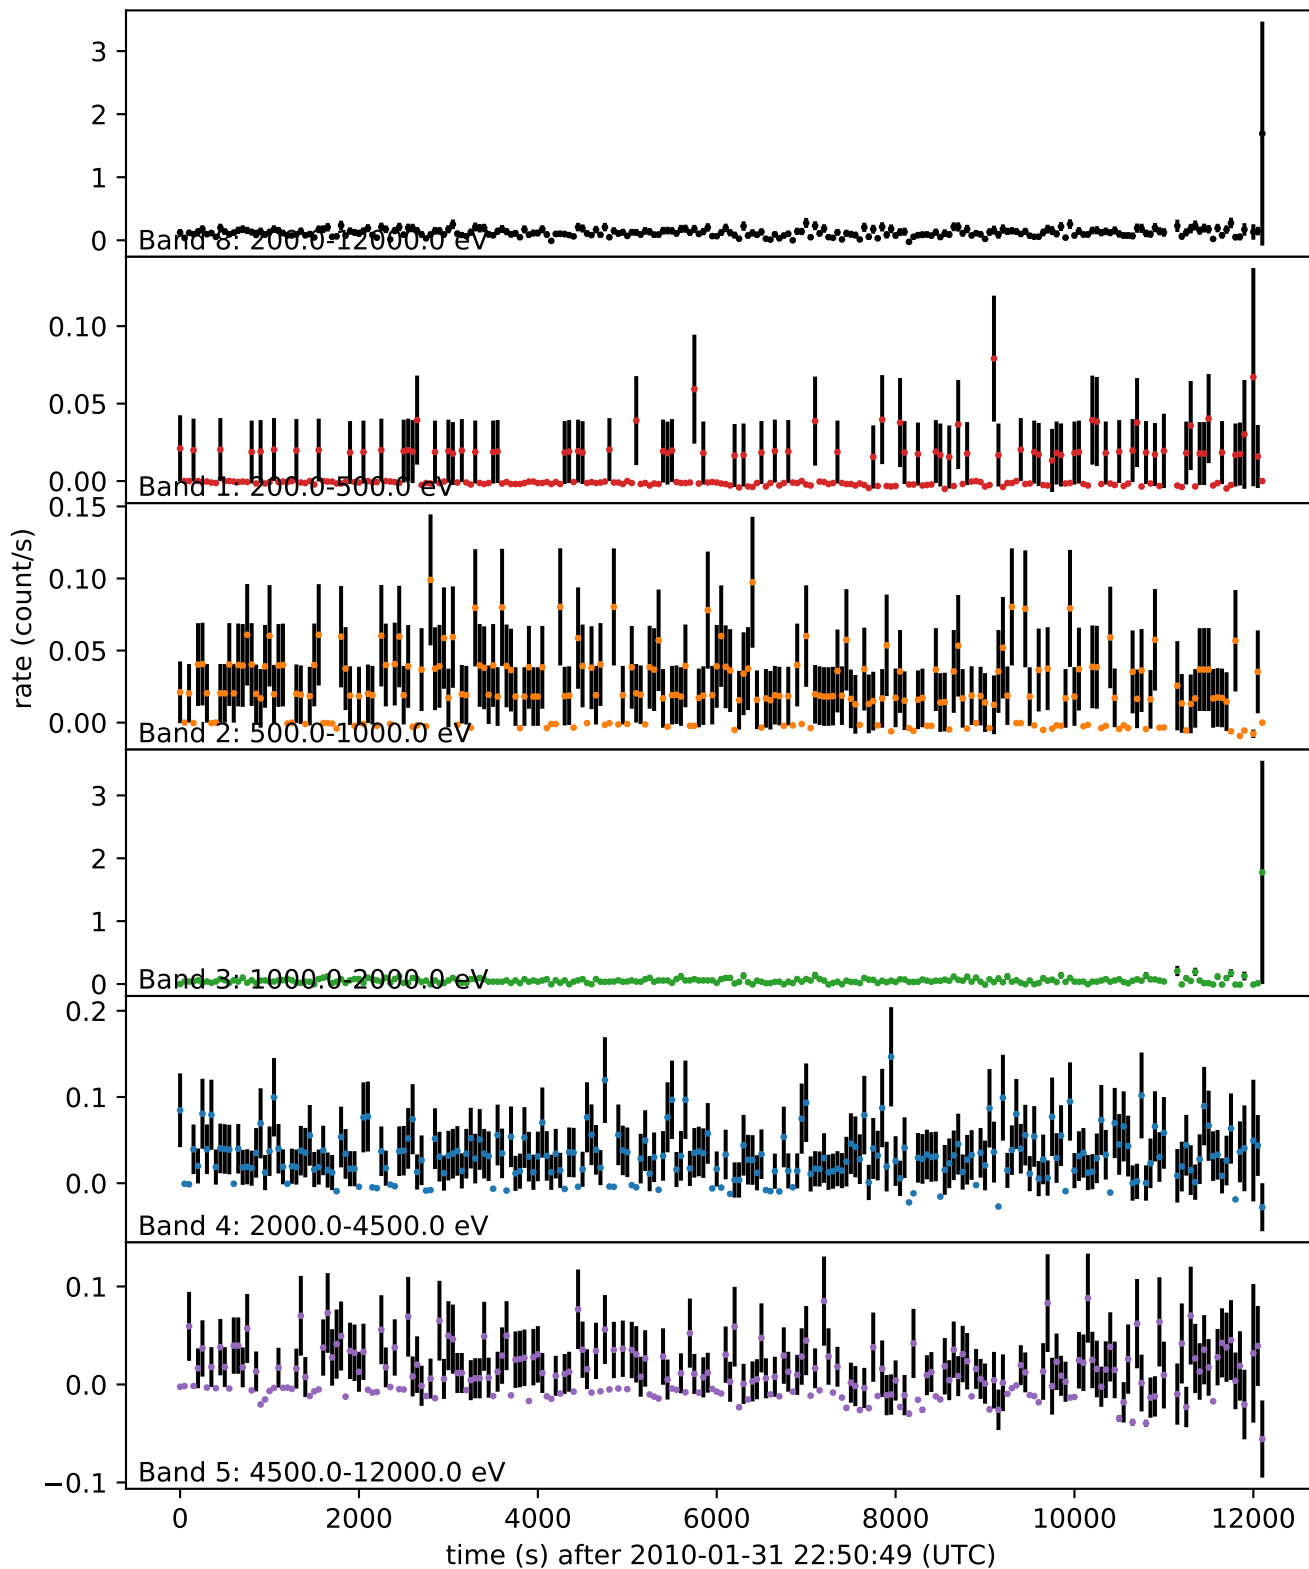 3
2
1
0
Band 8: 200.0-12000.0 eV
0.10
0.05
0.00
Band 1: 200.0-500.0 eV
0.15
0.10
0.05
0.00
Band 2: 500.0-1000.0 eV
rate (count/s)
3
2
1
0
Band 3: 1000.0-2000.0 eV
0.2
0.1
0.0
Band 4: 2000.0-4500.0 eV
0.1
0.0
−0.1
Band 5: 4500.0-12000.0 eV
0 2000 4000 6000 8000 10000 12000
time (s) after 2010-01-31 22:50:49 (UTC)